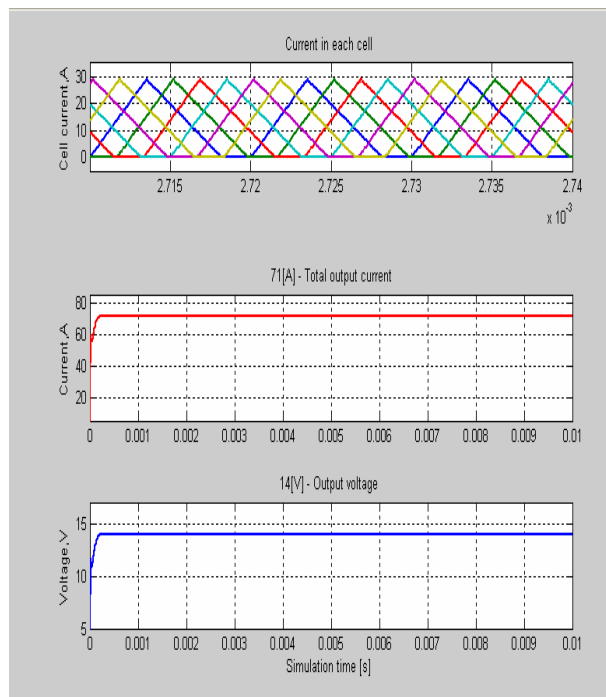 Current in each cell
Cell current,A
30
20
10
0
2.715 2.72 2.725 2.73 2.735 2.74
x 10-3
71[A] - Total output current
Current,A
80
60
40
20
0 0.001 0.002 0.003 0.004 0.005 0.006 0.007 0.008 0.009 0.01
14[V] - Output voltage
Voltage,V
15
10
5
0 0.001 0.002 0.003 0.004 0.005 0.006 0.007 0.008 0.009 0.01
Simulation time [s]